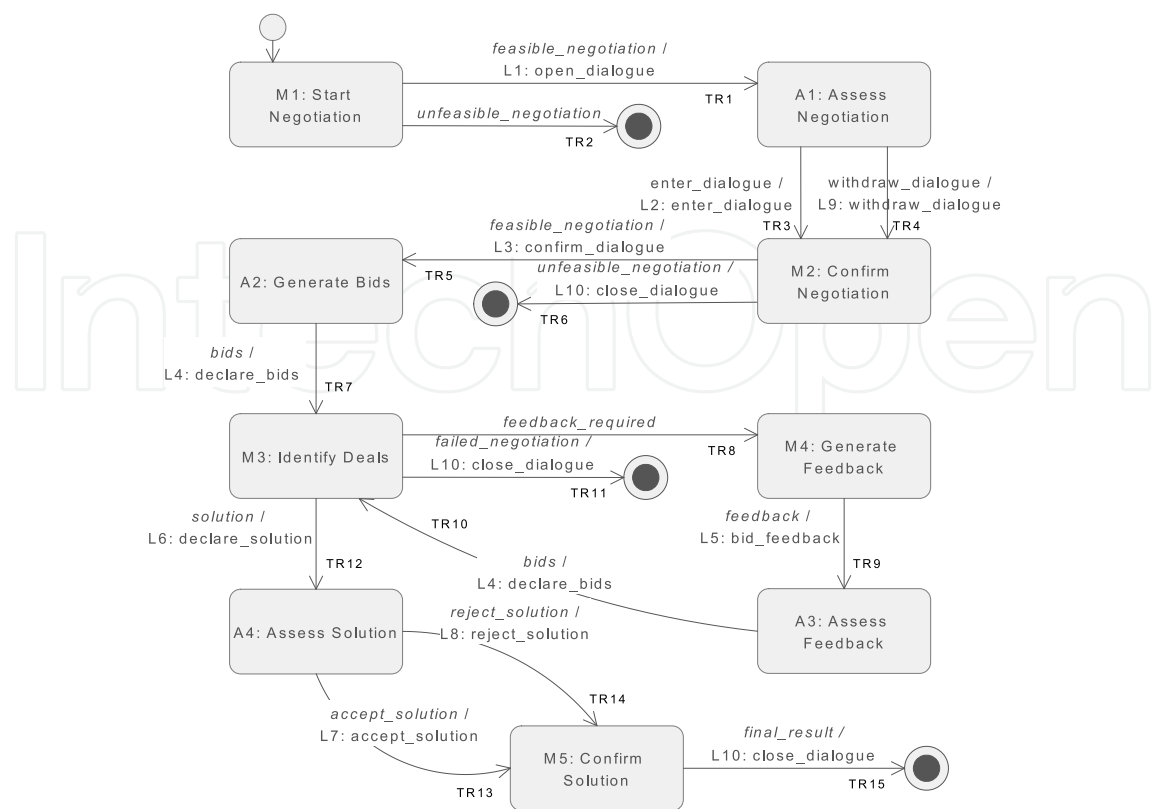 feasible_negotiation /
L1: open_dialogue
TR1
M1: Start
Negotiation
unfeasible_negotiation
TR2
A1: Assess
Negotiation
enter_dialogue /
L2: enter_dialogue
TR3
withdraw_dialogue /
L9: withdraw_dialogue
TR4
feasible_negotiation /
L3: confirm_dialogue
TR5
A2: Generate Bids
unfeasible_negotiation /
L10: close_dialogue
TR6
M2: Confirm
Negotiation
IntechOpen
bids /
L4: declare_bids
TR7
M3: Identify Deals
feedback_required
TR8
failed_negotiation /
L10: close_dialogue
TR11
M4: Generate
Feedback
solution /
L6: declare_solution
TR12
TR10
bids /
L4: declare_bids
feedback /
L5: bid_feedback
TR9
A4: Assess Solution
reject_solution /
L8: reject_solution
TR14
A3: Assess
Feedback
accept_solution /
L7: accept_solution
TR13
M5: Confirm
Solution
final_result /
L10: close_dialogue
TR15